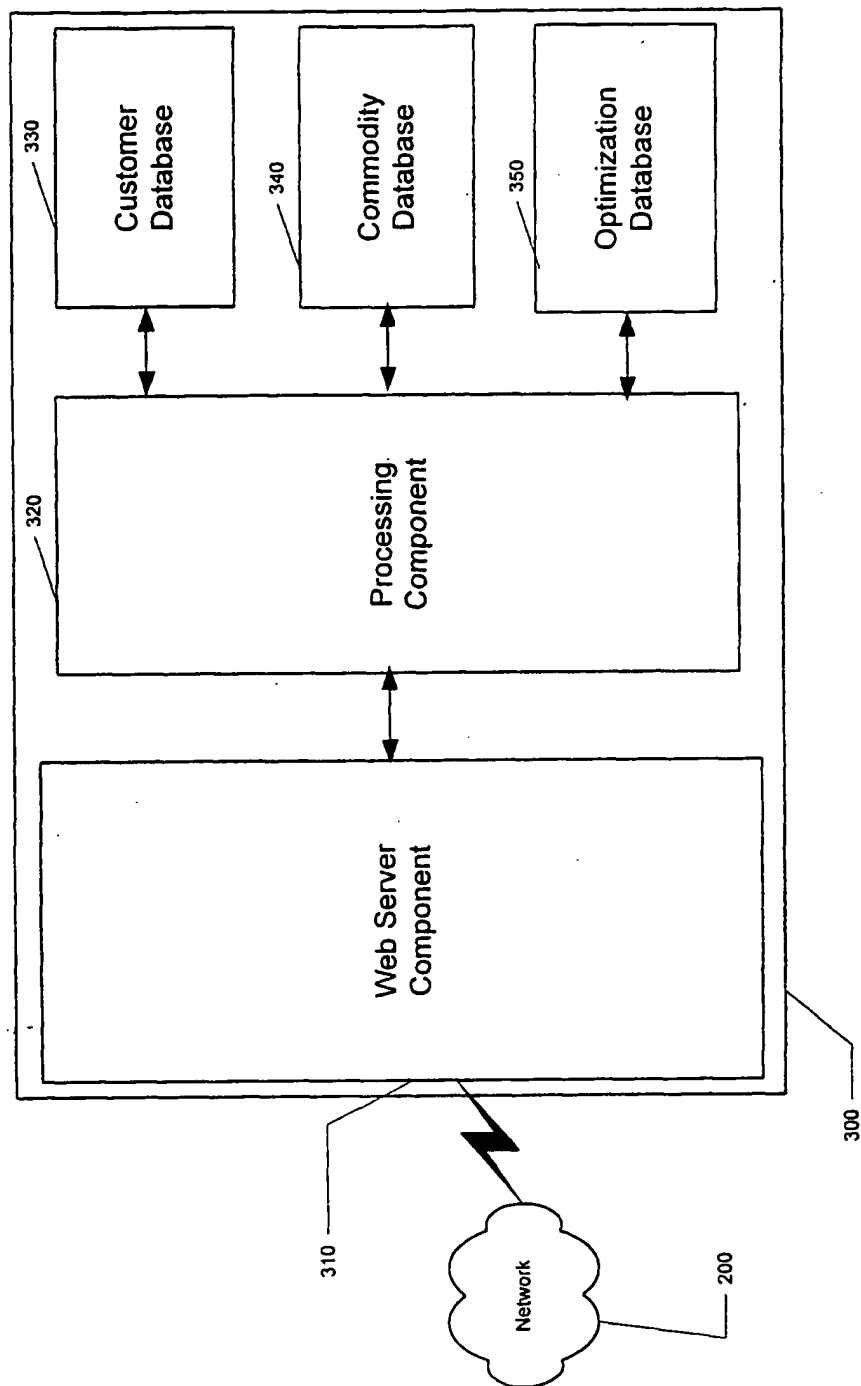 330
Customer
Database
340
Commodity
Database
350
Optimization
Database
320
Processing
Component
Web Server
Component
310
300
Network
200